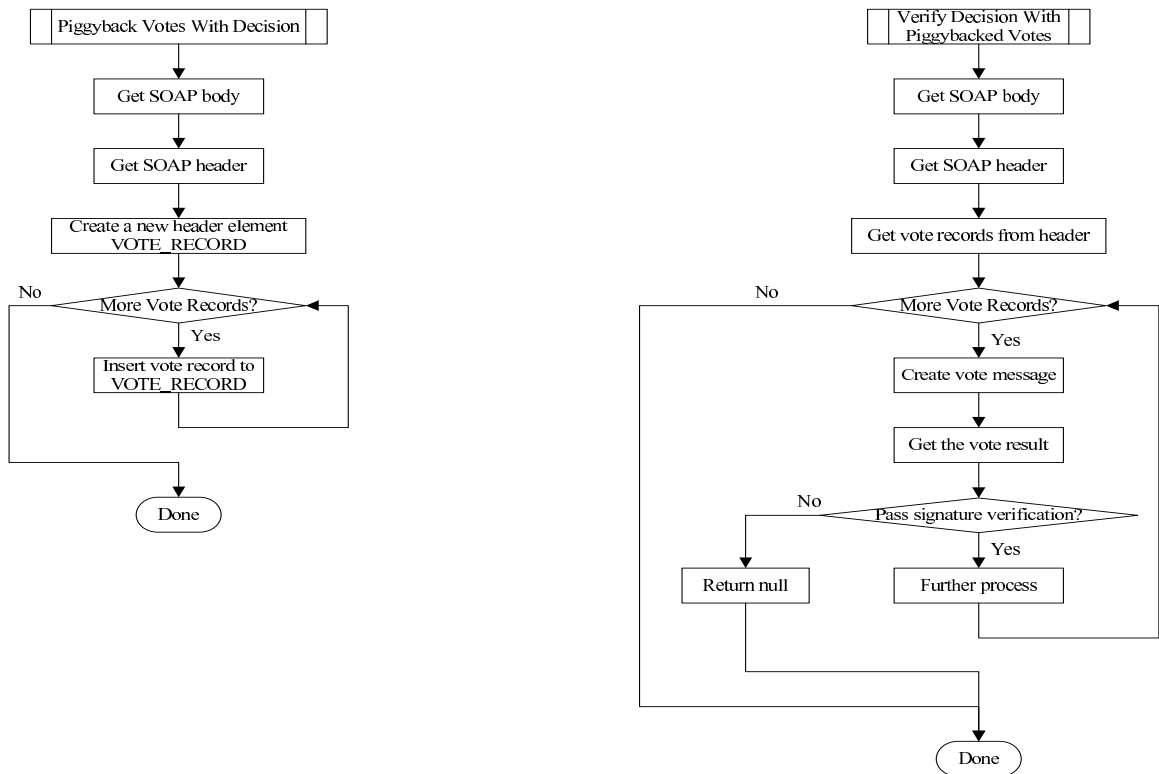 Piggyback Votes With Decision
Get SOAP body
Get SOAP header
Create a new header element
VOTE_RECORD
No
More Vote Records?
Yes
Insert vote record to
VOTE_RECORD
Done
Verify Decision With
Piggybacked Votes
Get SOAP body
Get SOAP header
Get vote records from header
No
More Vote Records?
Yes
Create vote message
Get the vote result
No
Pass signature verification?
Yes
Return null
Further process
Done